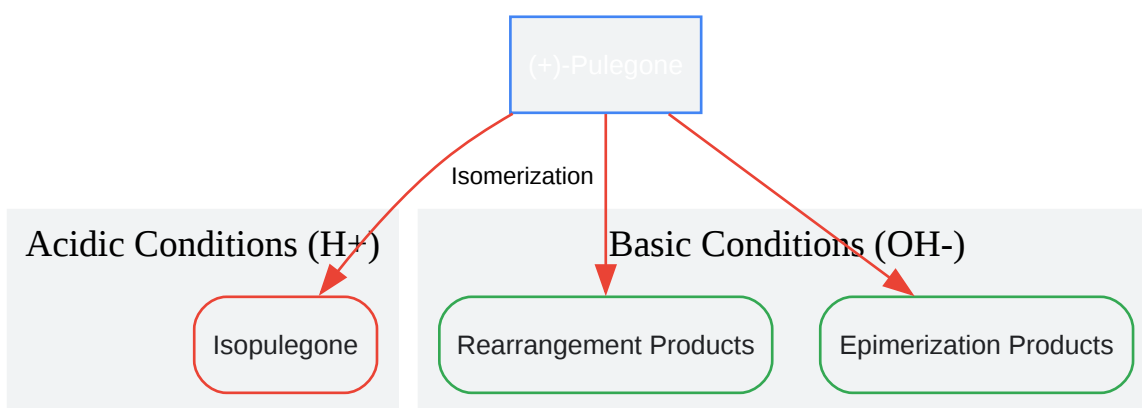 (+)-Pulegone
Isomerization
Acidic Conditions (H+)
Basic Conditions (OH-)
Isopulegone
Rearrangement Products
Epimerization Products